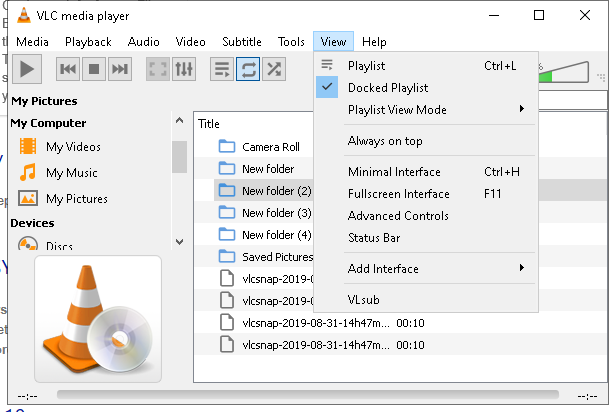 VLC media player
Media Playback Audio Video Subtitle Tools View Help
%
My Pictures
My Computer
My Videos
My Music
My Pictures
Devices
Discs
Title
Camera Roll
New folder
New folder (2)
New folder (3)
New folder (4)
Saved Pictures
vlcsnap-2019-0
vlcsnap-2019-0
vlcsnap-2019-08-31-14h47m... 00:10
vlcsnap-2019-08-31-14h47m... 00:10
Playlist Ctrl+L
Docked Playlist
Playlist View Mode
Always on top
Minimal Interface Ctrl+H
Fullscreen Interface F11
Advanced Controls
Status Bar
Add Interface
VLsub
--:-- --:--